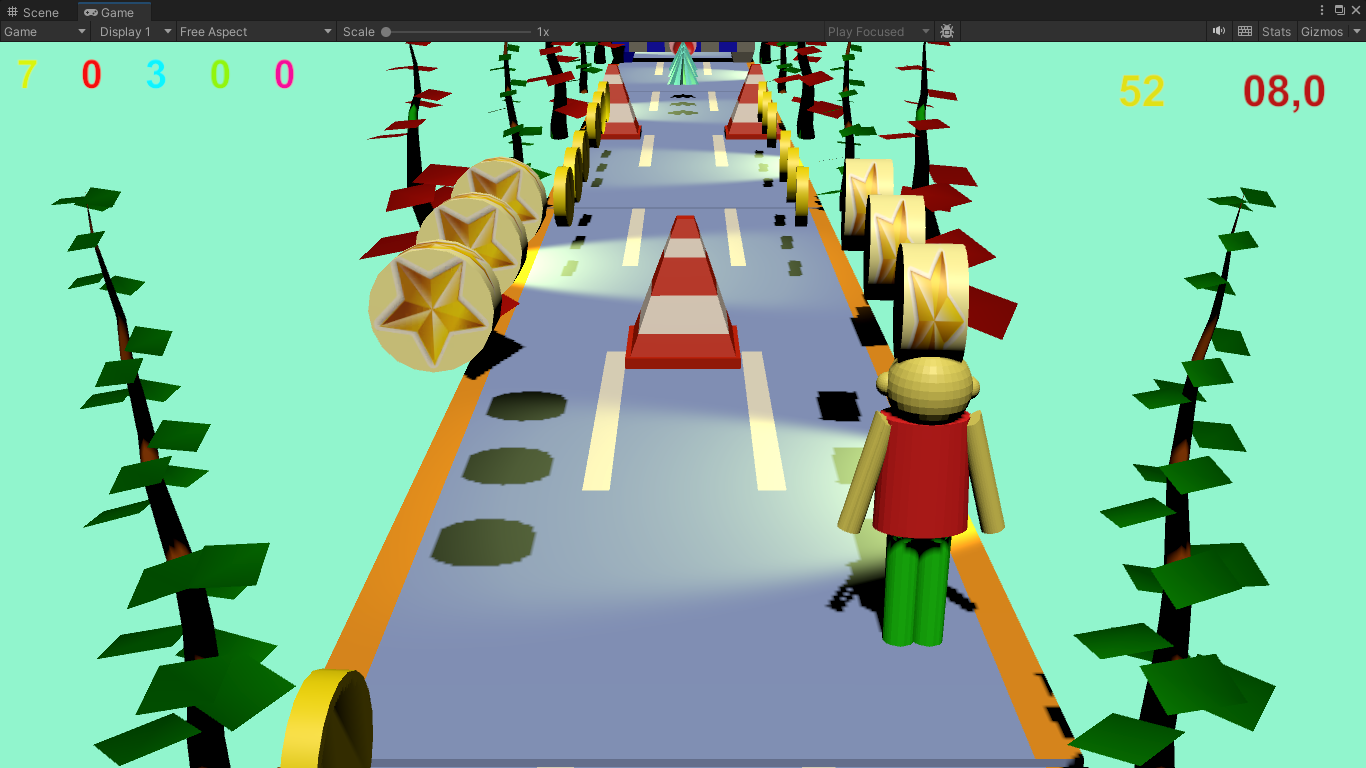 Scene Game
Game Display 1 Free Aspect Scale 1x Play Focused Stats Gizmos
7 0 3 0 0
52 08,0